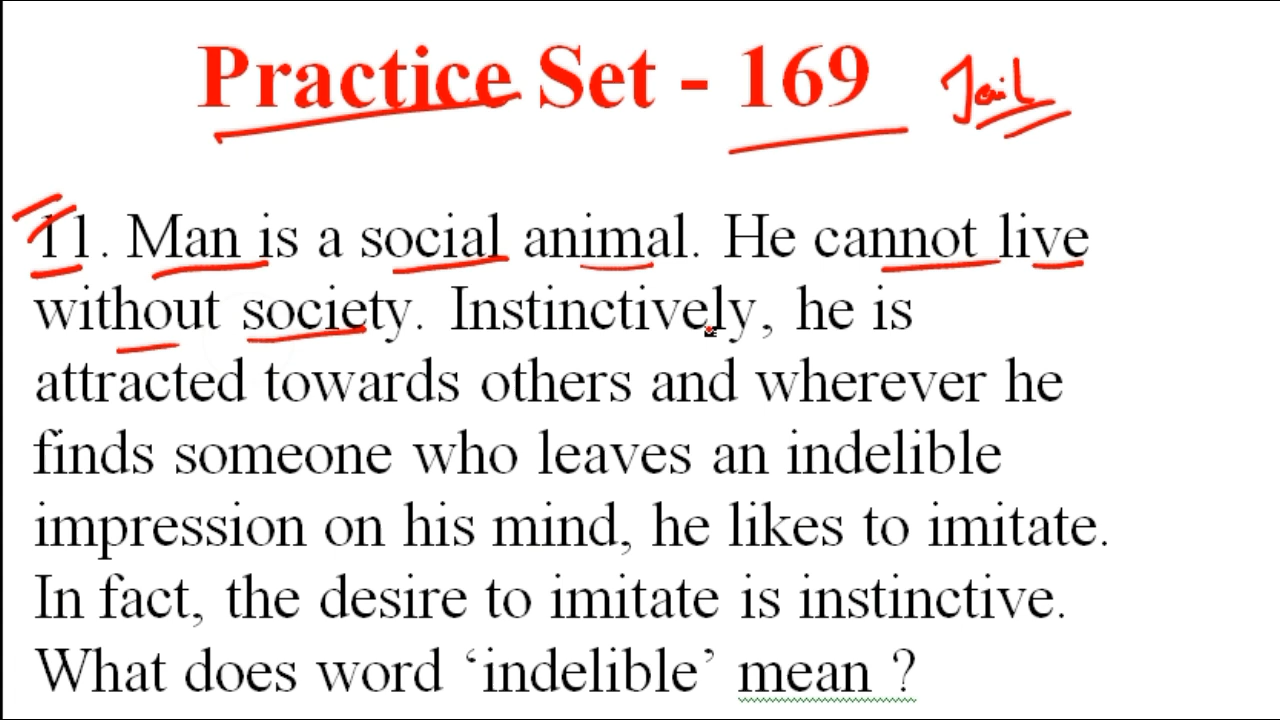 Practice Set - 169 Jail
11. Man is a social animal. He cannot live
without society. Instinctively, he is
attracted towards others and wherever he
finds someone who leaves an indelible
impression on his mind, he likes to imitate.
In fact, the desire to imitate is instinctive.
What does word ‘indelible’ mean ?